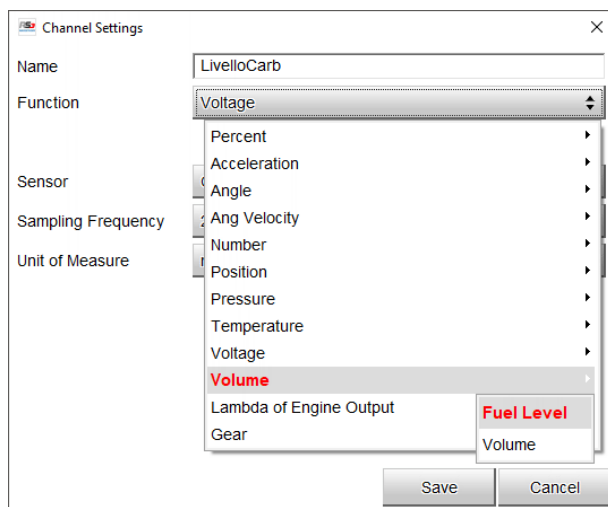 Channel Settings
Name
LivelloCarb
Function
Voltage
Percent
Acceleration
Sensor
Angle
Sampling Frequency
Ang Velocity
Number
Unit of Measure
Position
Pressure
Temperature
Voltage
Volume
Lambda of Engine Output
Fuel Level
Gear
Volume
Save
Cancel